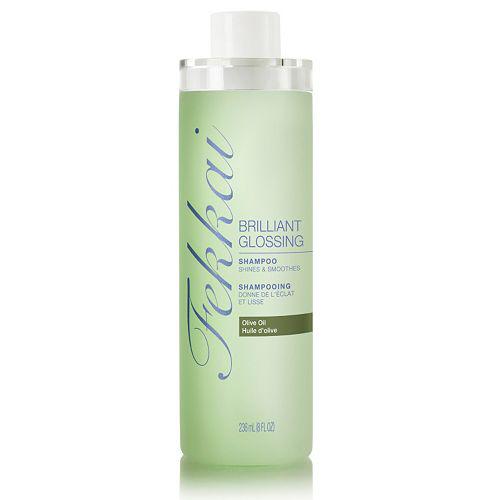 Fekkai
BRILLIANT
GLOSSING
SHAMPOO
SHINES & SMOOTHES
SHAMPOOING
DONNE DE L'ÉCLAT
ET LISSE
Olive Oil
Huile d'olive
236 mL (8 FL OZ)